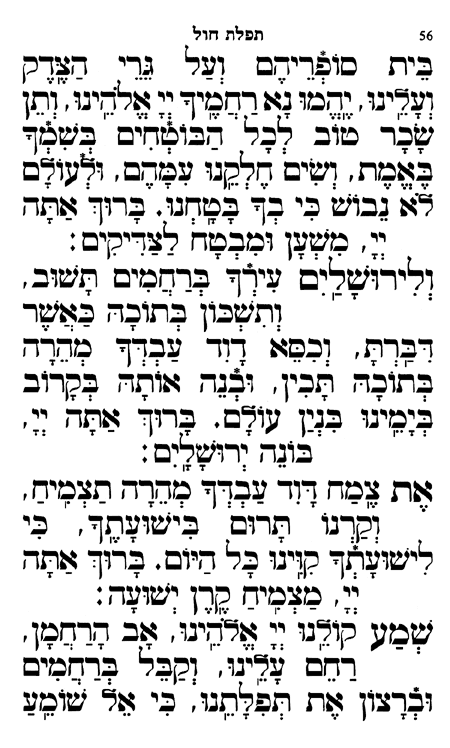 תפלת חול 56
בֵּית סוֹפְֿרֵיהֶם וְעַל גֵּרֵי הַצֶּֽדֶק
וְעָלֵֽינוּ, יֶהֱמוּ נָא רַחֲמֶֽיךָ יְיָ אֱלֹהֵֽינוּ, וְתֵן
שָׂכָר טוֹב לְכָל הַבּוֹטְֿחִים בְּשִׁמְֿךָ
בֶּאֱמֶת, וְשִׂים חֶלְקֵֽנוּ עִמָּהֶם, וּלְֿעוֹלָם
לֹא נֵבוֹשׁ כִּי בְךָ בָּטָֽחְנוּ. בָּרוּךְ אַתָּה
יְיָ, מִשְׁעָן וּמִבְטָח לַצַּדִּיקִים:
וְלִירוּשָׁלַֽיִם עִירְֿךָ בְּרַחֲמִים תָּשׁוּב,
וְתִשְׁכּוֹן בְּתוֹכָהּ כַּאֲשֶׁר
דִּבַּֽרְתָּ, וְכִסֵּא דָוִד עַבְדְּךָ מְהֵרָה
בְּתוֹכָהּ תָּכִין, וּבְֿנֵה אוֹתָהּ בְּקָרוֹב
בְּיָמֵֽינוּ בִּנְיַן עוֹלָם. בָּרוּךְ אַתָּה יְיָ,
בּוֹנֵה יְרוּשָׁלָֽיִם:
אֶת צֶֽמַח דָּוִד עַבְדְּךָ מְהֵרָה תַצְמִֽיחַ,
וְקַרְנוֹ תָּרוּם בִּישׁוּעָתֶֽךָ, כִּי
לִישׁוּעָתְֿךָ קִוִּֽינוּ כָּל הַיּוֹם. בָּרוּךְ אַתָּה
יְיָ, מַצְמִֽיחַ קֶֽרֶן יְשׁוּעָה:
שְׁמַע קוֹלֵֽנוּ יְיָ אֱלֹהֵֽינוּ, אָב הָרַחֲמָן,
רַחֵם עָלֵֽינוּ, וְקַבֵּל בְּרַחֲמִים
וּבְֿרָצוֹן אֶת תְּפִלָּתֵֽנוּ, כִּי אֵל שׁוֹמֵֽעַ